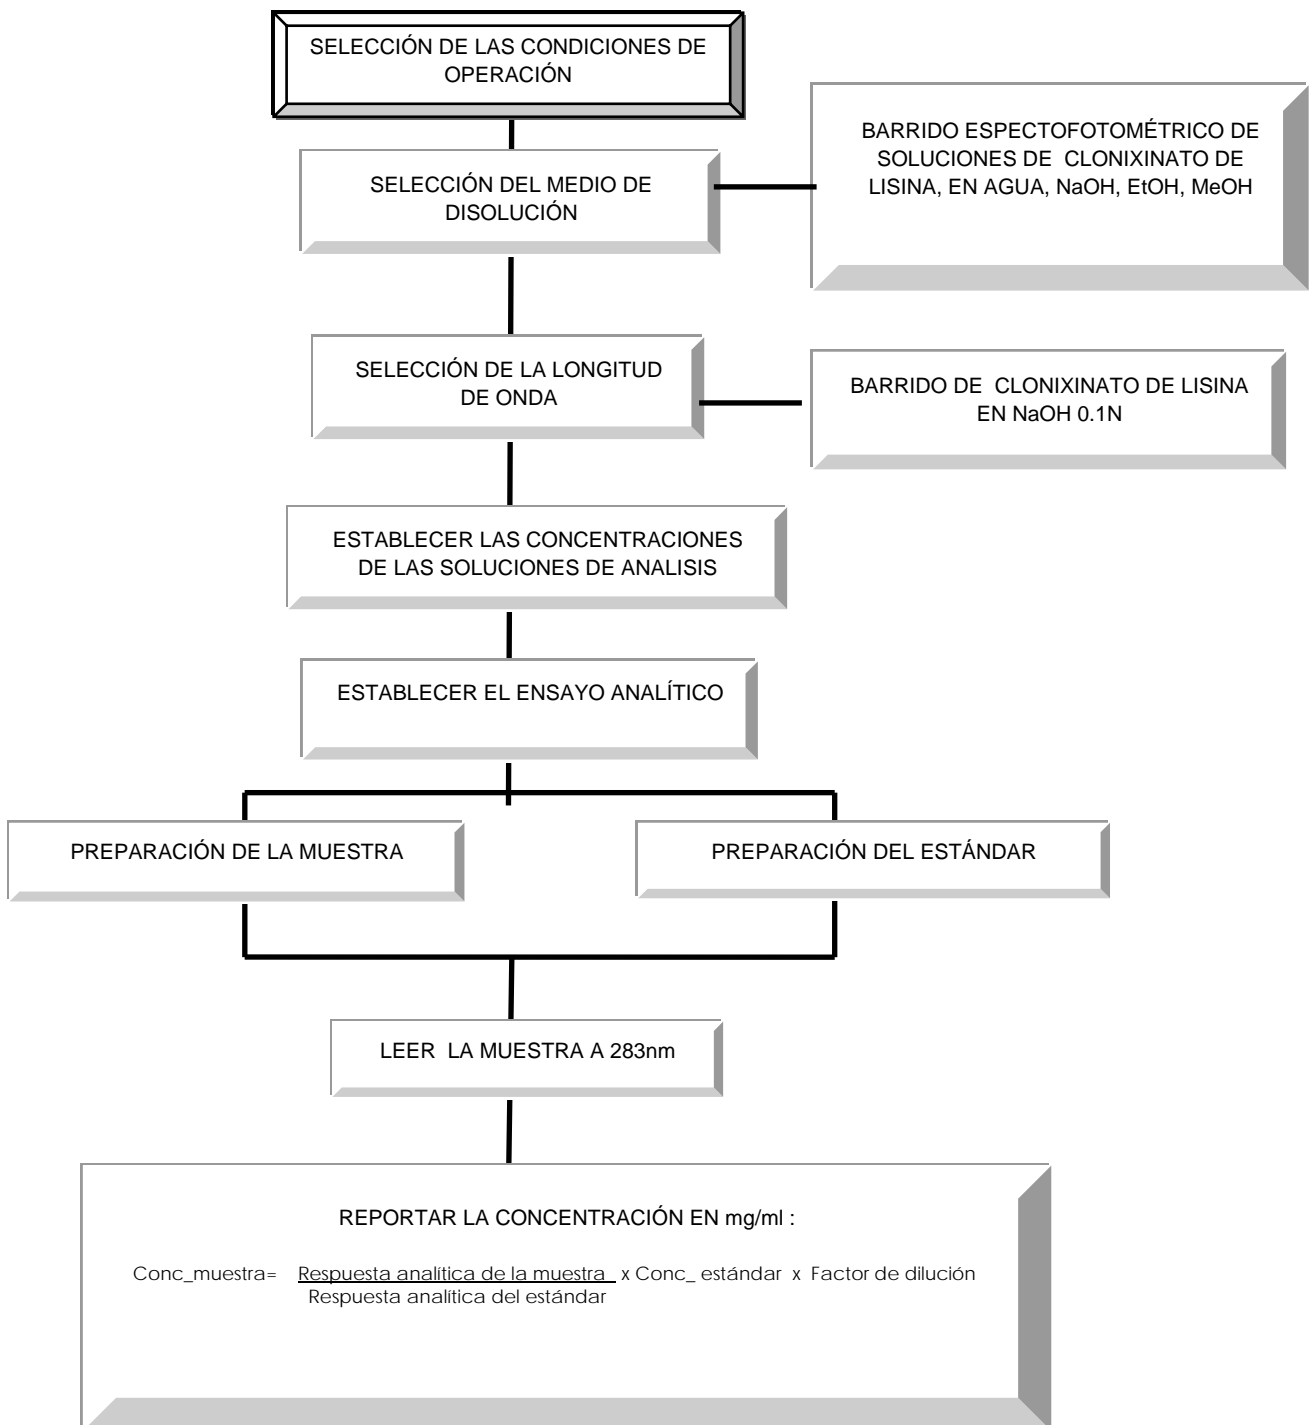 SELECCIÓN DE LAS CONDICIONES DE
OPERACIÓN
SELECCIÓN DEL MEDIO DE
DISOLUCIÓN
BARRIDO ESPECTOFOTOMÉTRICO DE
SOLUCIONES DE CLONIXINATO DE
LISINA, EN AGUA, NaOH, EtOH, MeOH
SELECCIÓN DE LA LONGITUD
DE ONDA
BARRIDO DE CLONIXINATO DE LISINA
EN NaOH 0.1N
ESTABLECER LAS CONCENTRACIONES
DE LAS SOLUCIONES DE ANALISIS
ESTABLECER EL ENSAYO ANALÍTICO
PREPARACIÓN DE LA MUESTRA
PREPARACIÓN DEL ESTÁNDAR
LEER LA MUESTRA A 283nm
REPORTAR LA CONCENTRACIÓN EN mg/ml :
Conc_muestra= Respuesta analítica de la muestra x Conc_ estándar x Factor de dilución
Respuesta analítica del estándar